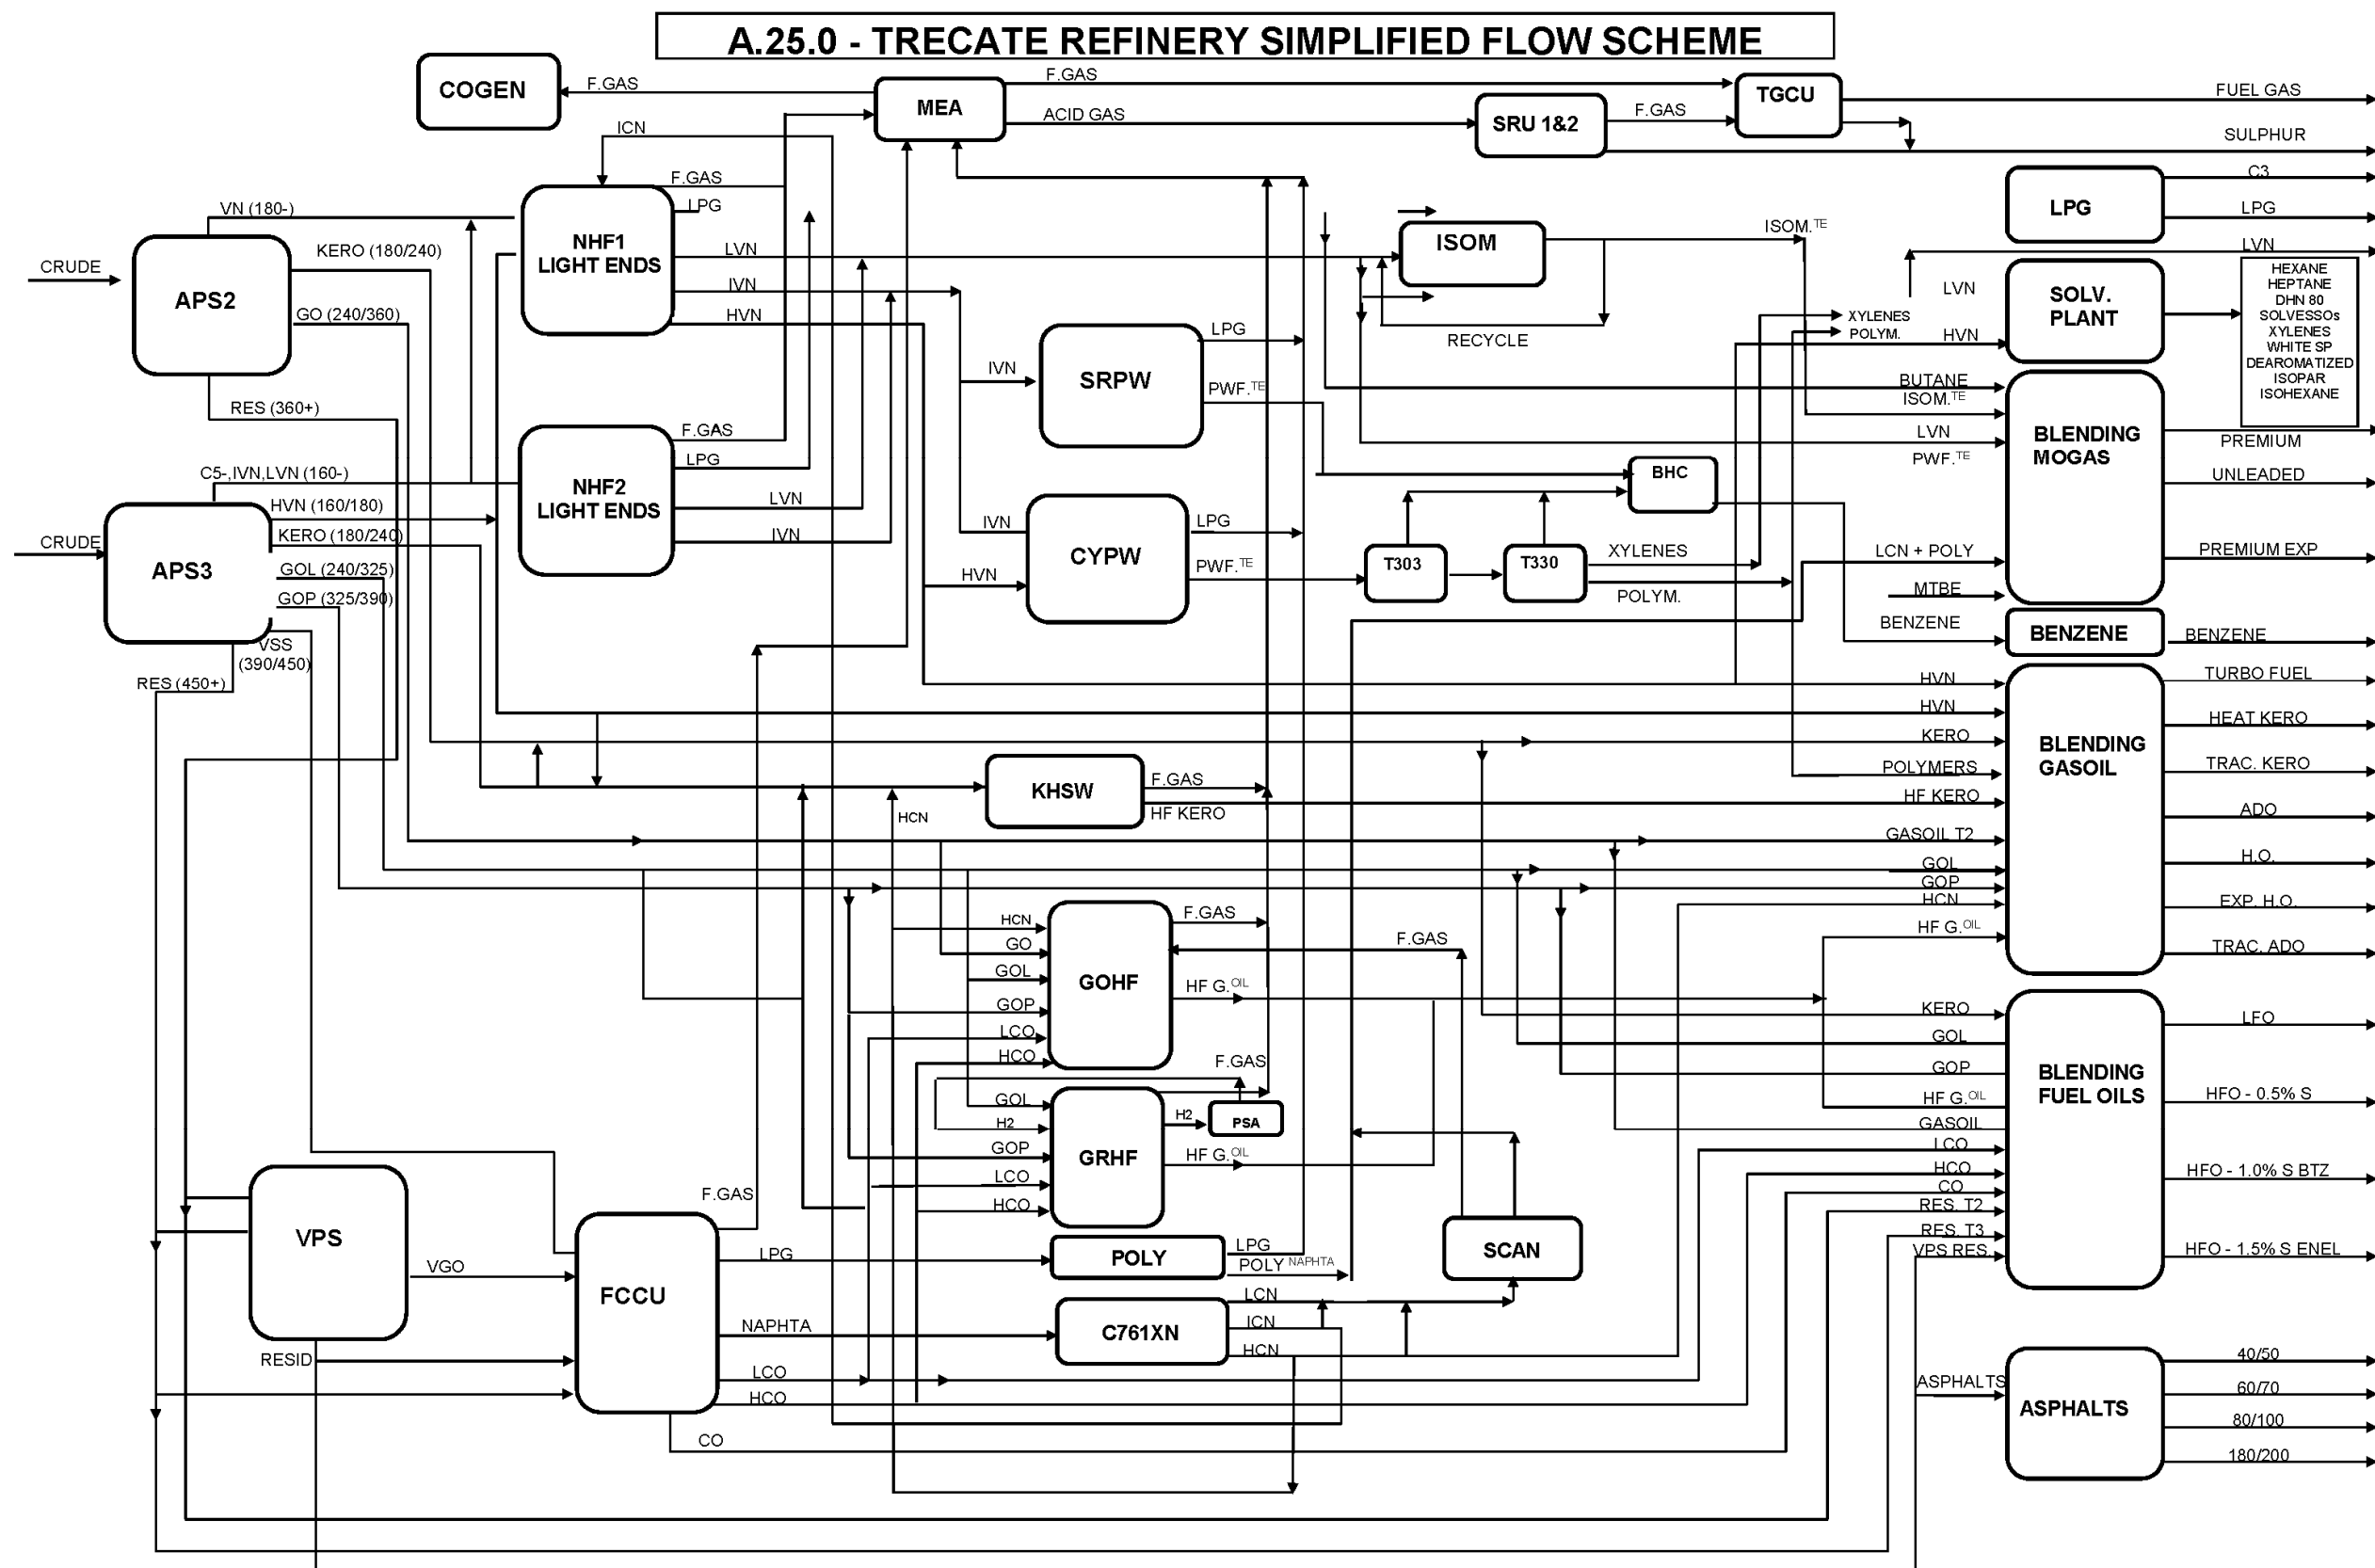 A.25.0 - TRECATE REFINERY SIMPLIFIED FLOW SCHEME
COGEN
F.GAS
MEA
F.GAS
ACID GAS
SRU 1&2
F.GAS
TGCU
FUEL GAS
SULPHUR
ICN
F.GAS
LPG
C3
LPG
LPG
VN (180-)
KERO (180/240)
CRUDE
APS2
GO (240/360)
RES (360+)
NHF1
LIGHT ENDS
LVN
IVN
HVN
ISOM
ISOM.TE
RECYCLE
LVN
LVN
XYLENES
POLYM.
HVN
SOLV.
PLANT
HEXANE
HEPTANE
DHN 80
SOLVESSOs
XYLENES
WHITE SP
DEAROMATIZED
ISOPAR
ISOHEXANE
IVN
SRPW
LPG
PWF.TE
BUTANE
ISOM.TE
LVN
PWF.TE
BLENDING
MOGAS
PREMIUM
UNLEADED
PREMIUM EXP
C5-,IVN,LVN (160-)
HVN (160/180)
KERO (180/240)
CRUDE
APS3
GOL (240/325)
GOP (325/390)
VSS
(390/450)
RES (450+)
F.GAS
LPG
NHF2
LIGHT ENDS
LVN
IVN
IVN
HVN
CYPW
LPG
PWF.TE
BHC
T303
T330
XYLENES
POLYM.
LCN + POLY
MTBE
BENZENE
BENZENE
BENZENE
HVN
HVN
KERO
POLYMERS
HF KERO
GASOIL T2
GOL
GOP
HCN
HF G.OIL
BLENDING
GASOIL
TURBO FUEL
HEAT KERO
TRAC. KERO
ADO
H.O.
EXP. H.O.
TRAC. ADO
KHSW
F.GAS
HF KERO
HCN
HCN
GO
GOL
GOP
LCO
HCO
GOHF
F.GAS
HF G.OIL
F.GAS
F.GAS
GOL
H2
GOP
LCO
HCO
GRHF
H2
PSA
HF G.OIL
KERO
GOL
GOP
HF G.OIL
GASOIL
LCO
HCO
CO
RES. T2
RES. T3
VPS RES.
BLENDING
FUEL OILS
LFO
HFO - 0.5% S
HFO - 1.0% S BTZ
HFO - 1.5% S ENEL
VPS
VGO
RESID
F.GAS
FCCU
LPG
NAPHTA
LCO
HCO
CO
POLY
LPG
POLY NAPHTA
SCAN
C761XN
LCN
ICN
HCN
ASPHALTS
ASPHALTS
40/50
60/70
80/100
180/200